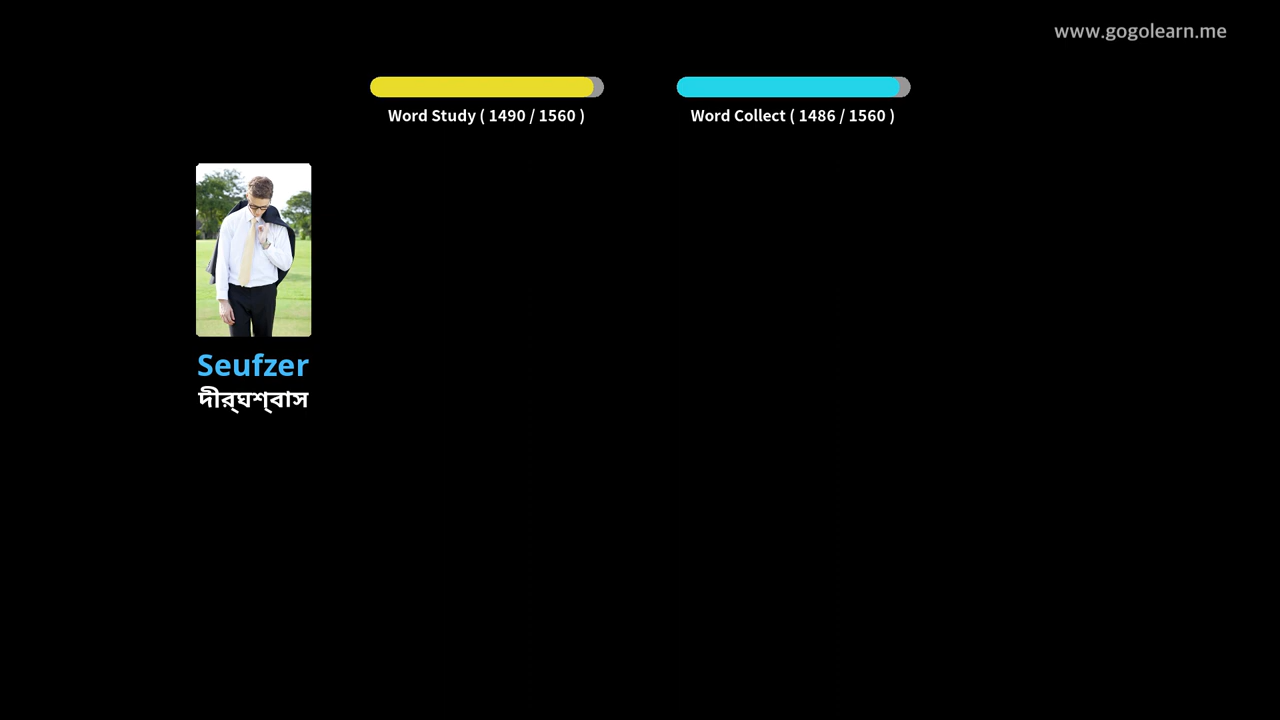 www.gogolearn.me
Word Study ( 1490 / 1560 )
Word Collect ( 1486 / 1560 )
Seufzer
দীর্ঘশ্বাস